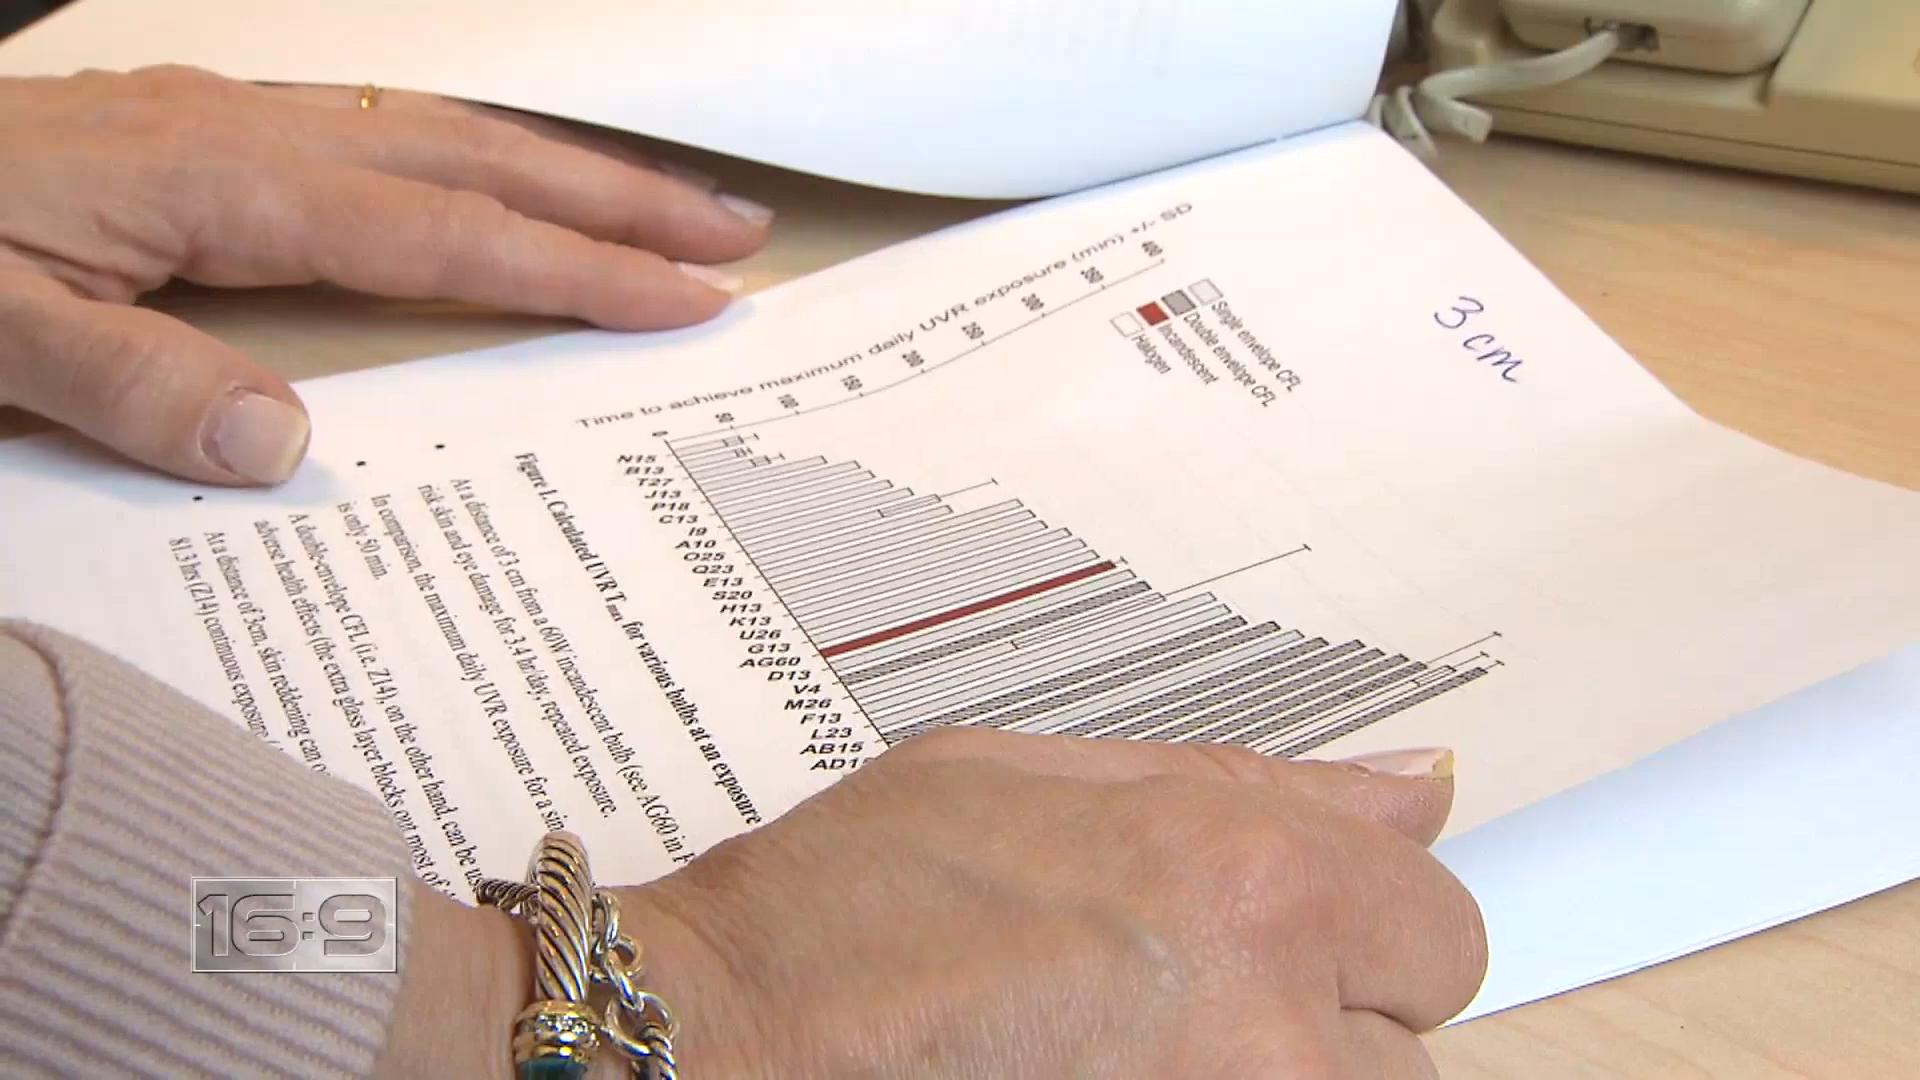 3 cm
Time to achieve maximum daily UVR exposure (min) +/- SD
0 50 100 150 200 250 300 350 400
Single envelope CFL
Double envelope CFL
Incandescent
Halogen
N15
B13
T27
J13
P18
C13
I9
A10
O25
Q23
E13
S20
H13
K13
U26
G13
AG60
D13
V4
M26
F13
L23
AB15
Figure 1. Calculated UVR Tmax for various bulbs at an exposure
At a distance of 3 cm from a 60W incandescent bulb (see AG60 in
risk skin and eye damage for 3.4 hr/day, repeated exposure.
In comparison, the maximum daily UVR exposure for a
is only 50 min.
A double-envelope CFL (i.e. Z14), on the other hand, can be
adverse health effects (the extra glass layer blocks out most of
At a distance of 3cm, skin reddening can
81.3 hrs (Z14) continuous exposure
16:9